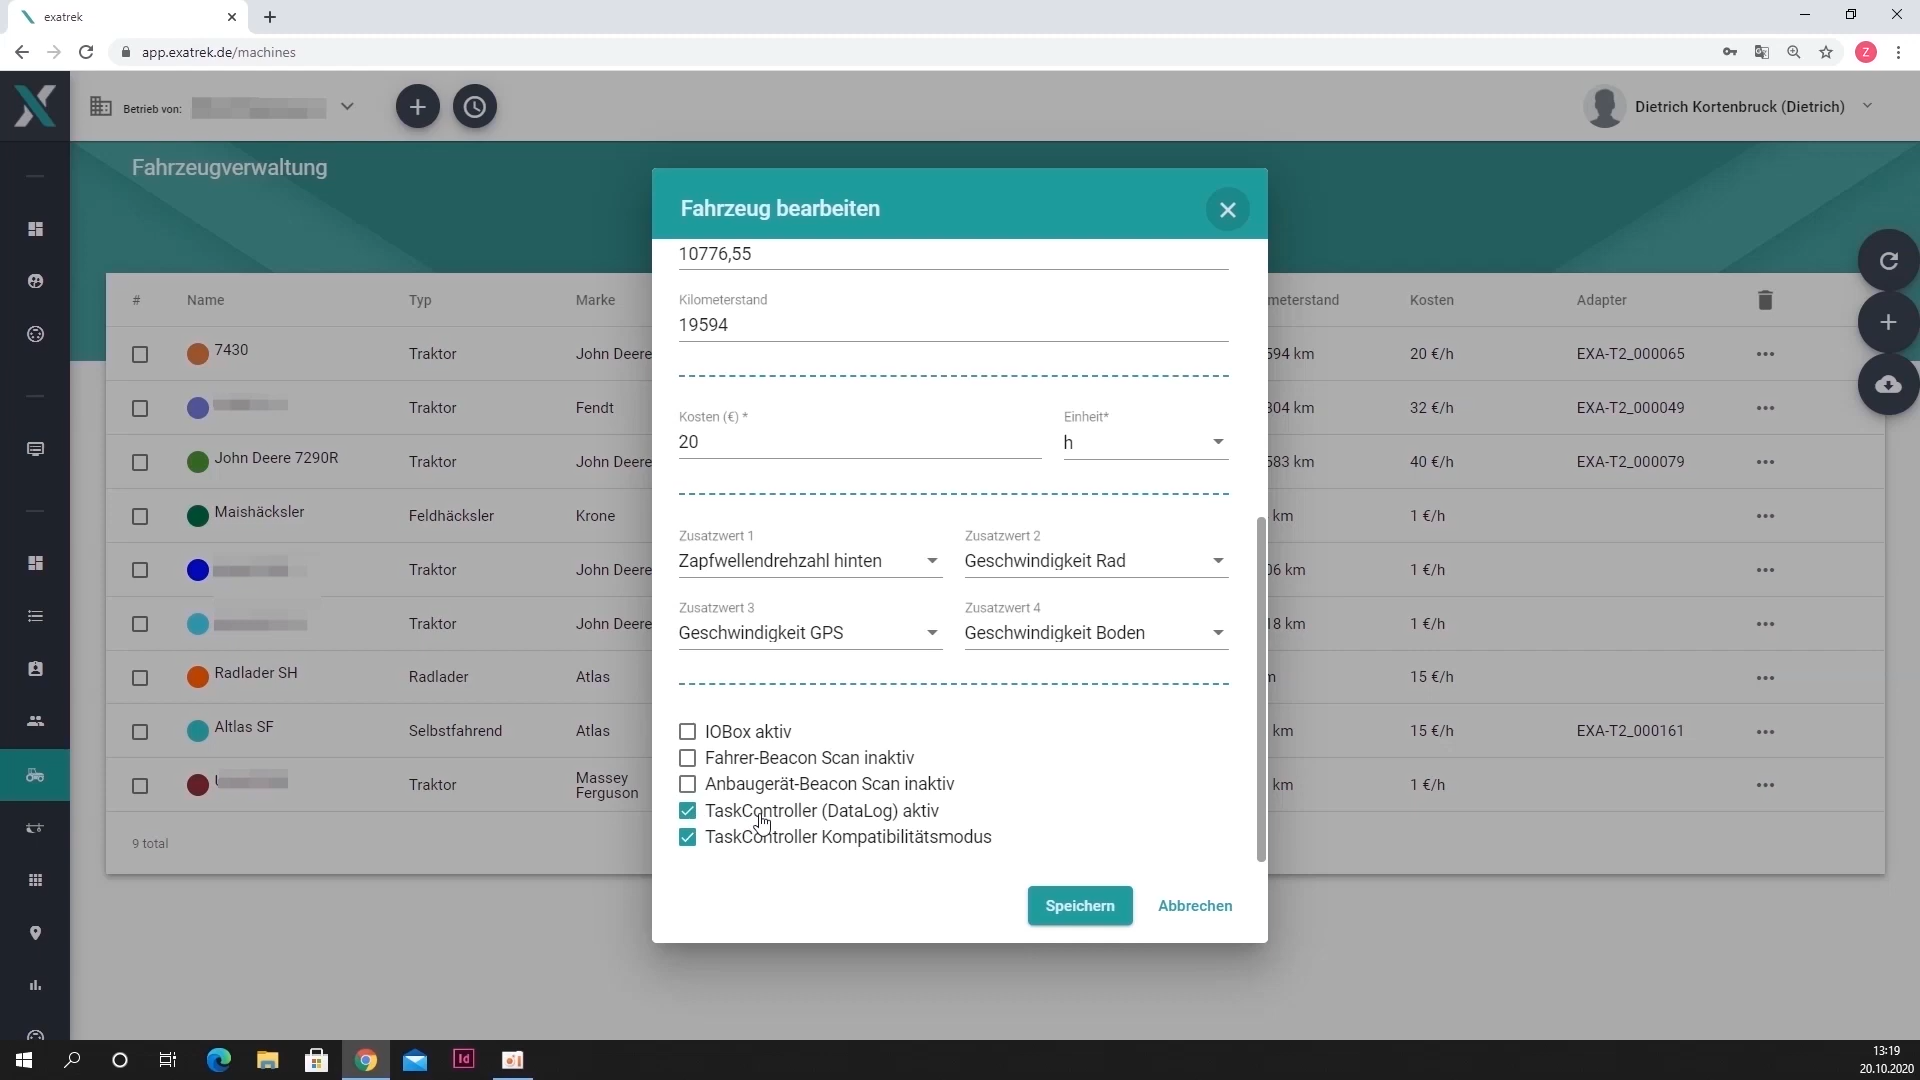 exatrek
app.exatrek.de/machines
Z
Betrieb von:
Dietrich Kortenbruck (Dietrich)
Fahrzeugverwaltung
Fahrzeug bearbeiten
10776,55
Kilometerstand
19594
Kosten (€) *
20
Einheit*
h
Zusatzwert 1
Zapfwellendrehzahl hinten
Zusatzwert 2
Geschwindigkeit Rad
Zusatzwert 3
Geschwindigkeit GPS
Zusatzwert 4
Geschwindigkeit Boden
IOBox aktiv
Fahrer-Beacon Scan inaktiv
Anbaugerät-Beacon Scan inaktiv
TaskController (DataLog) aktiv
TaskController Kompatibilitätsmodus
Speichern Abbrechen
# Name Typ Marke meterstand Kosten Adapter
7430 Traktor John Deere 594 km 20 €/h EXA-T2_000065
Traktor Fendt 304 km 32 €/h EXA-T2_000049
John Deere 7290R Traktor John Deere 583 km 40 €/h EXA-T2_000079
Maishäcksler Feldhäcksler Krone km 1 €/h
Traktor John Deere 06 km 1 €/h
Traktor John Deere 18 km 1 €/h
Radlader SH Radlader Atlas 15 €/h
Altlas SF Selbstfahrend Atlas km 15 €/h EXA-T2_000161
Traktor Massey Ferguson km 1 €/h
9 total
Id
13:19
20.10.2020